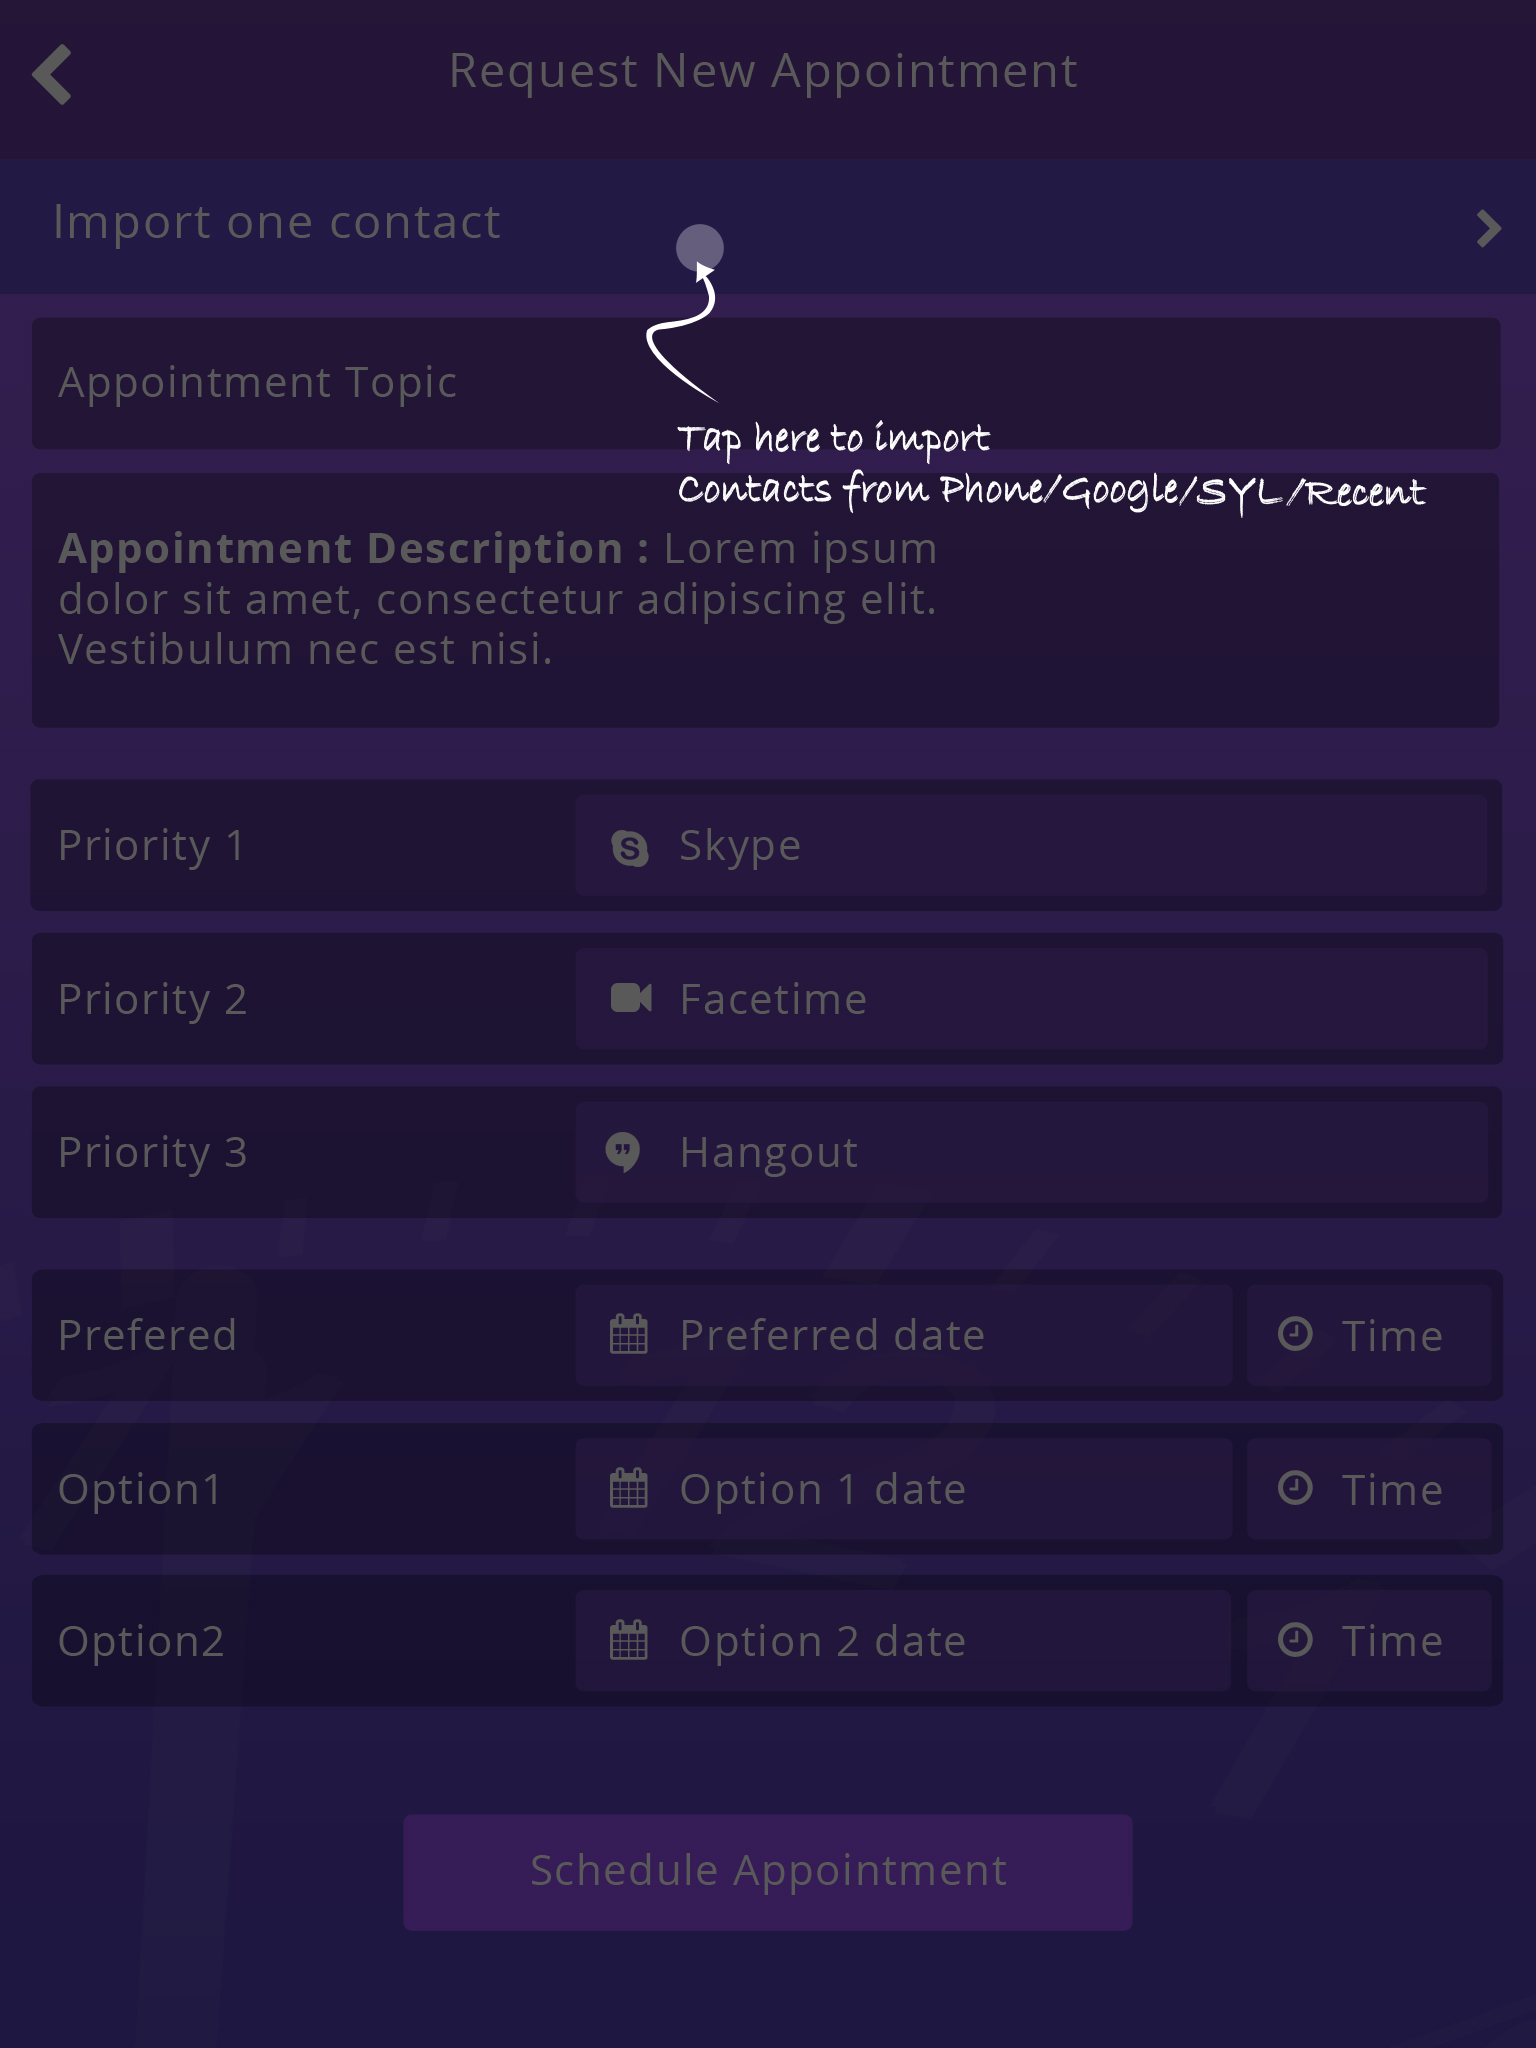 Request New Appointment
Import one contact
Appointment Topic
Tap here to import
Contacts from Phone/Google/SYL/Recent
Appointment Description : Lorem ipsum
dolor sit amet, consectetur adipiscing elit.
Vestibulum nec est nisi.
Priority 1 Skype
Priority 2 Facetime
Priority 3 Hangout
Prefered Preferred date Time
Option1 Option 1 date Time
Option2 Option 2 date Time
Schedule Appointment